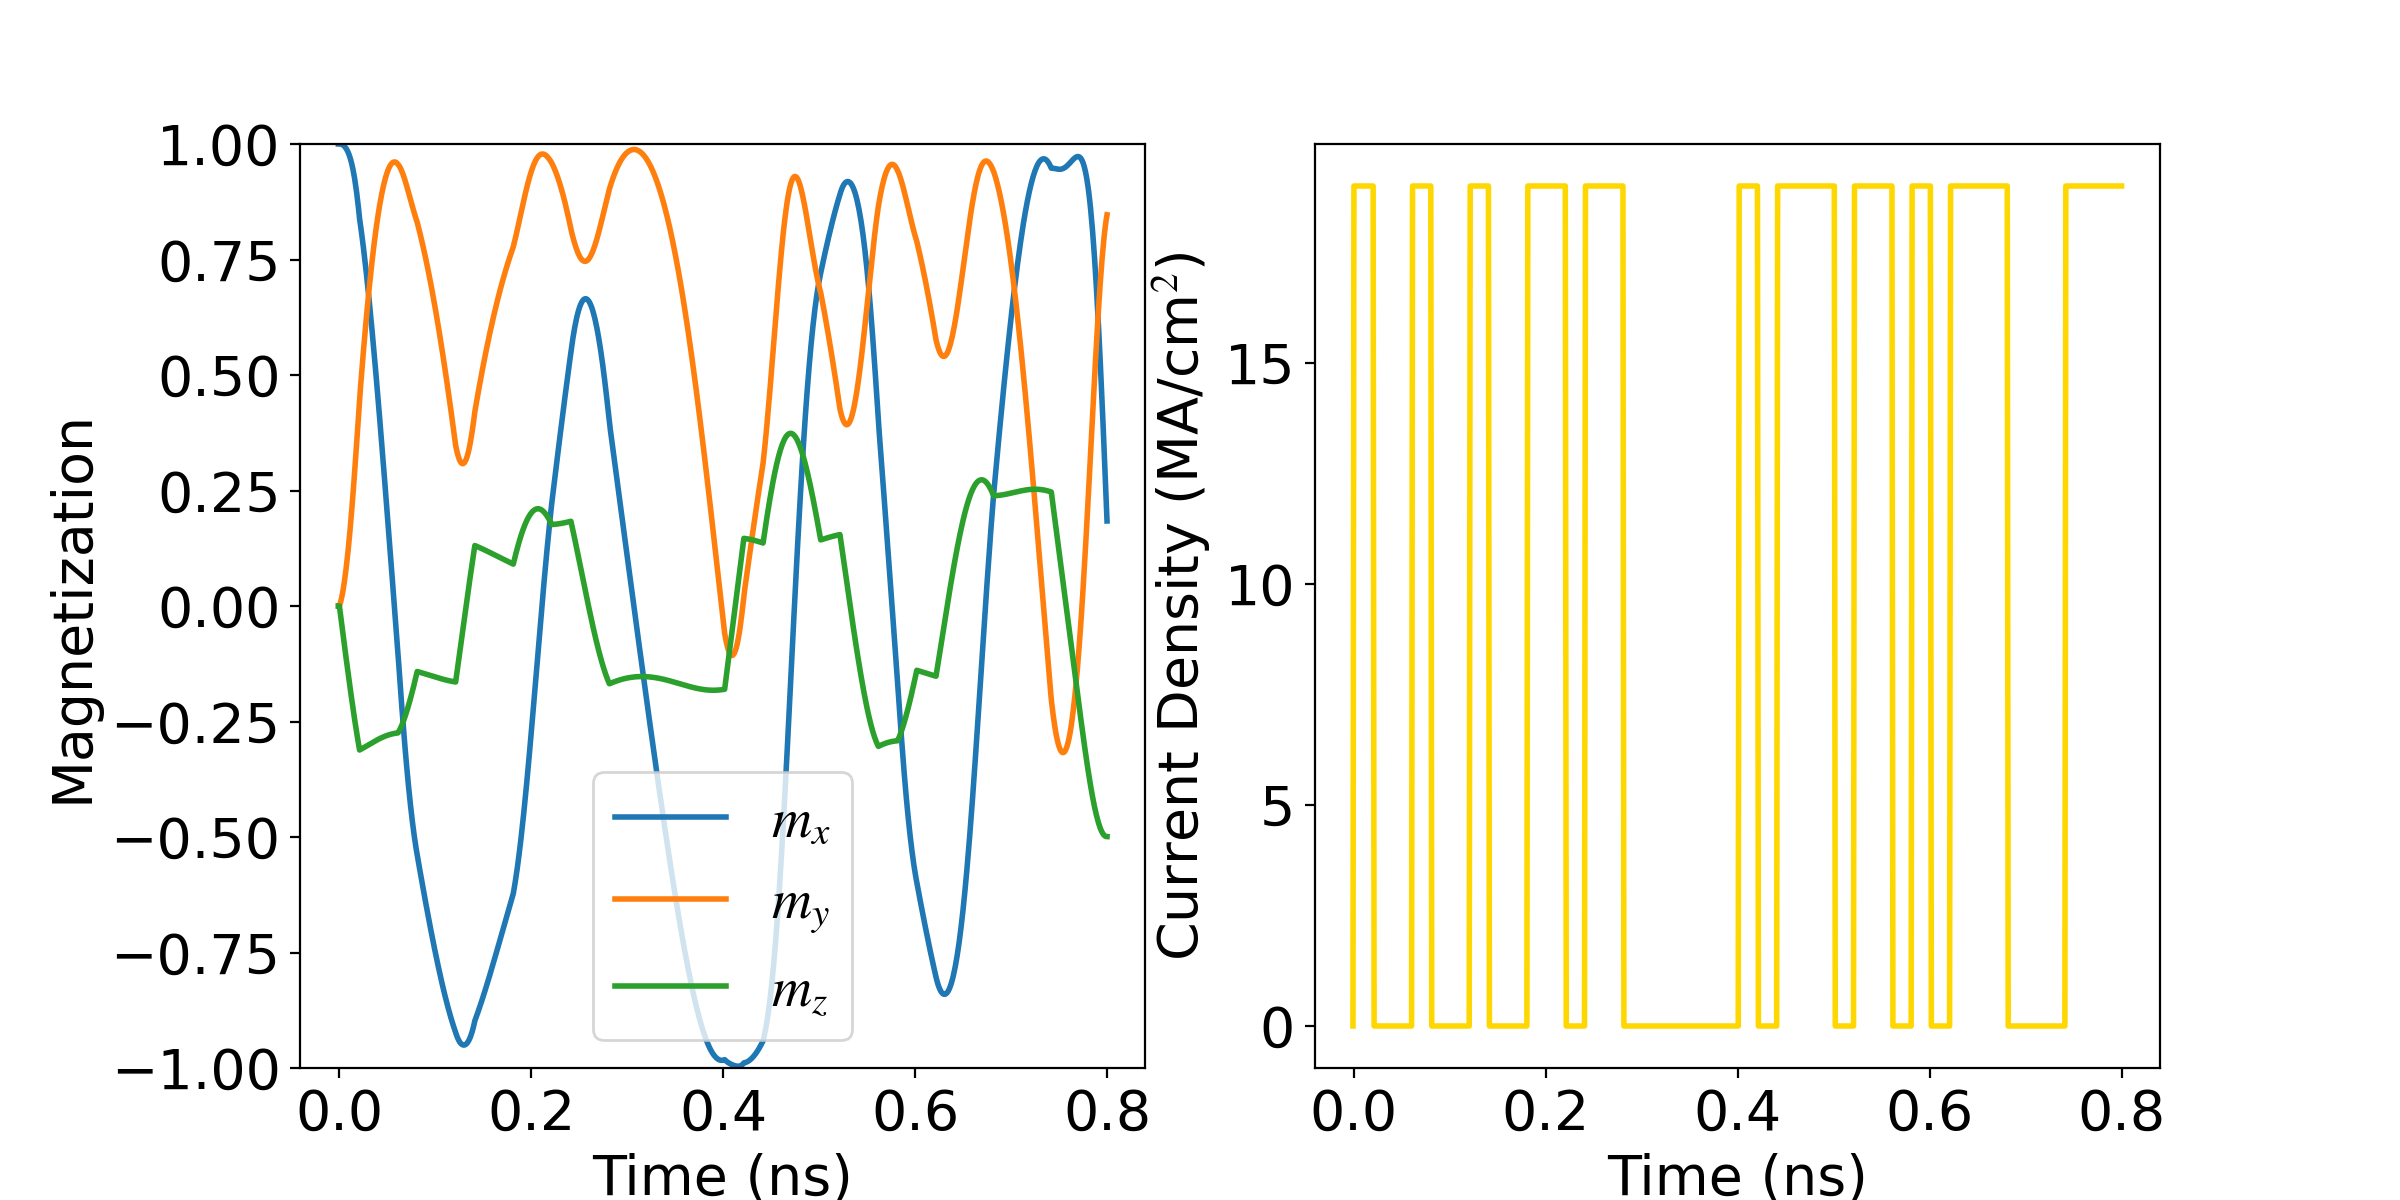 1.00
0.75
0.50
0.25
0.00
−0.25
−0.50
−0.75
−1.00
Magnetization
0.0 0.2 0.4 0.6 0.8
Time (ns)
m_x
m_y
m_z
Current Density (MA/cm²)
15
10
5
0
0.0 0.2 0.4 0.6 0.8
Time (ns)